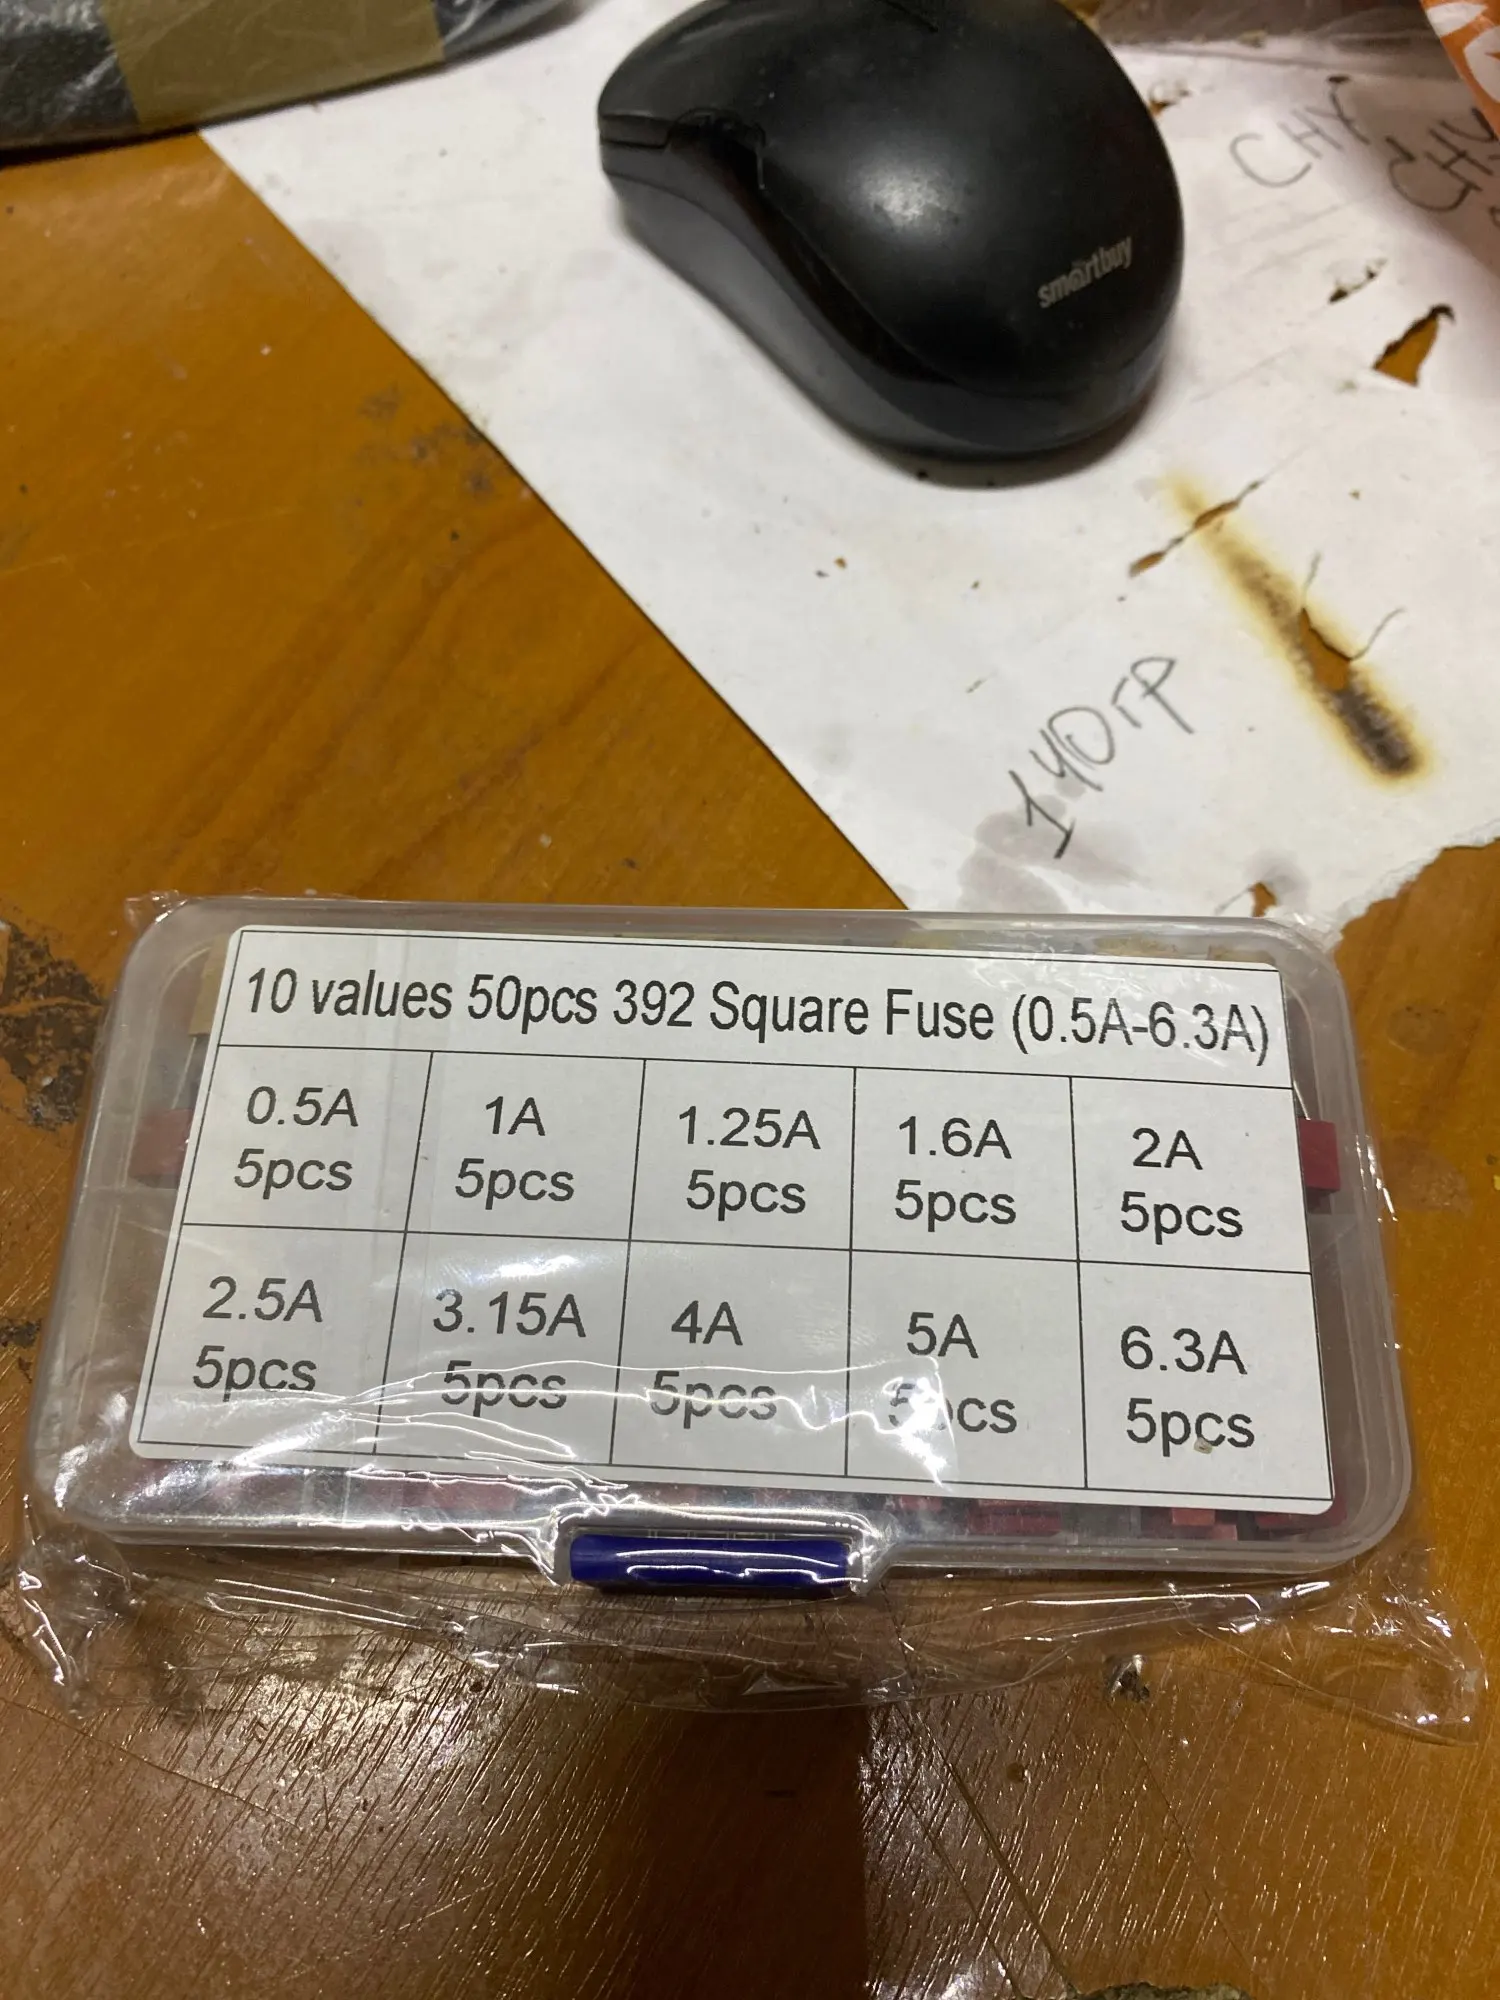 smartbuy
140ГР
10 values 50pcs 392 Square Fuse (0.5A-6.3A)
0.5A
5pcs
1A
5pcs
1.25A
5pcs
1.6A
5pcs
2A
5pcs
2.5A
5pcs
3.15A
5pcs
4A
5pcs
5A
5pcs
6.3A
5pcs